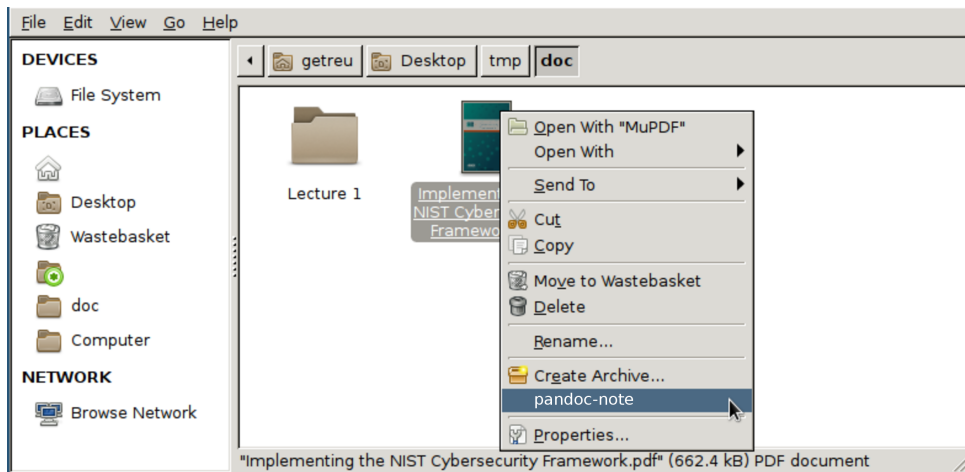 File Edit View Go Help
DEVICES
File System
PLACES
Desktop
Wastebasket
doc
Computer
NETWORK
Browse Network
getreu Desktop tmp doc
Lecture 1
Implemen
NIST Cyber
Framewo
Open With "MuPDF"
Open With
Send To
Cut
Copy
Move to Wastebasket
Delete
Rename...
Create Archive...
pandoc-note
Properties...
"Implementing the NIST Cybersecurity Framework.pdf" (662.4 kB) PDF document